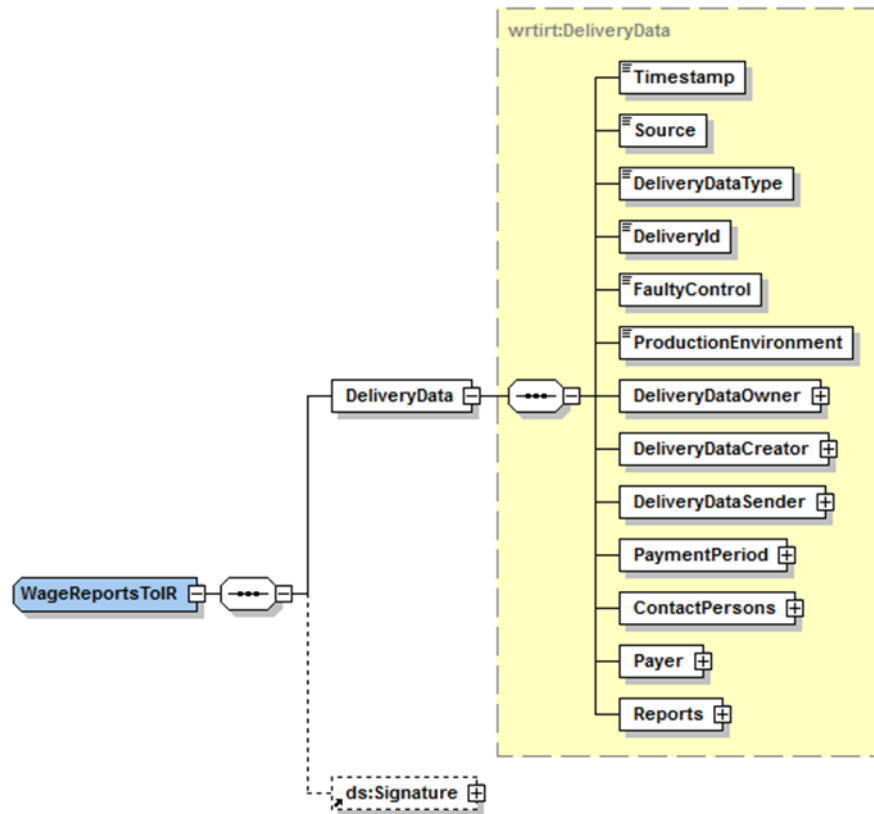 wrtirt:DeliveryData
Timestamp
Source
DeliveryDataType
DeliveryId
FaultyControl
ProductionEnvironment
DeliveryData
DeliveryDataOwner
DeliveryDataCreator
DeliveryDataSender
PaymentPeriod
WageReportsToIR
ContactPersons
Payer
Reports
ds:Signature